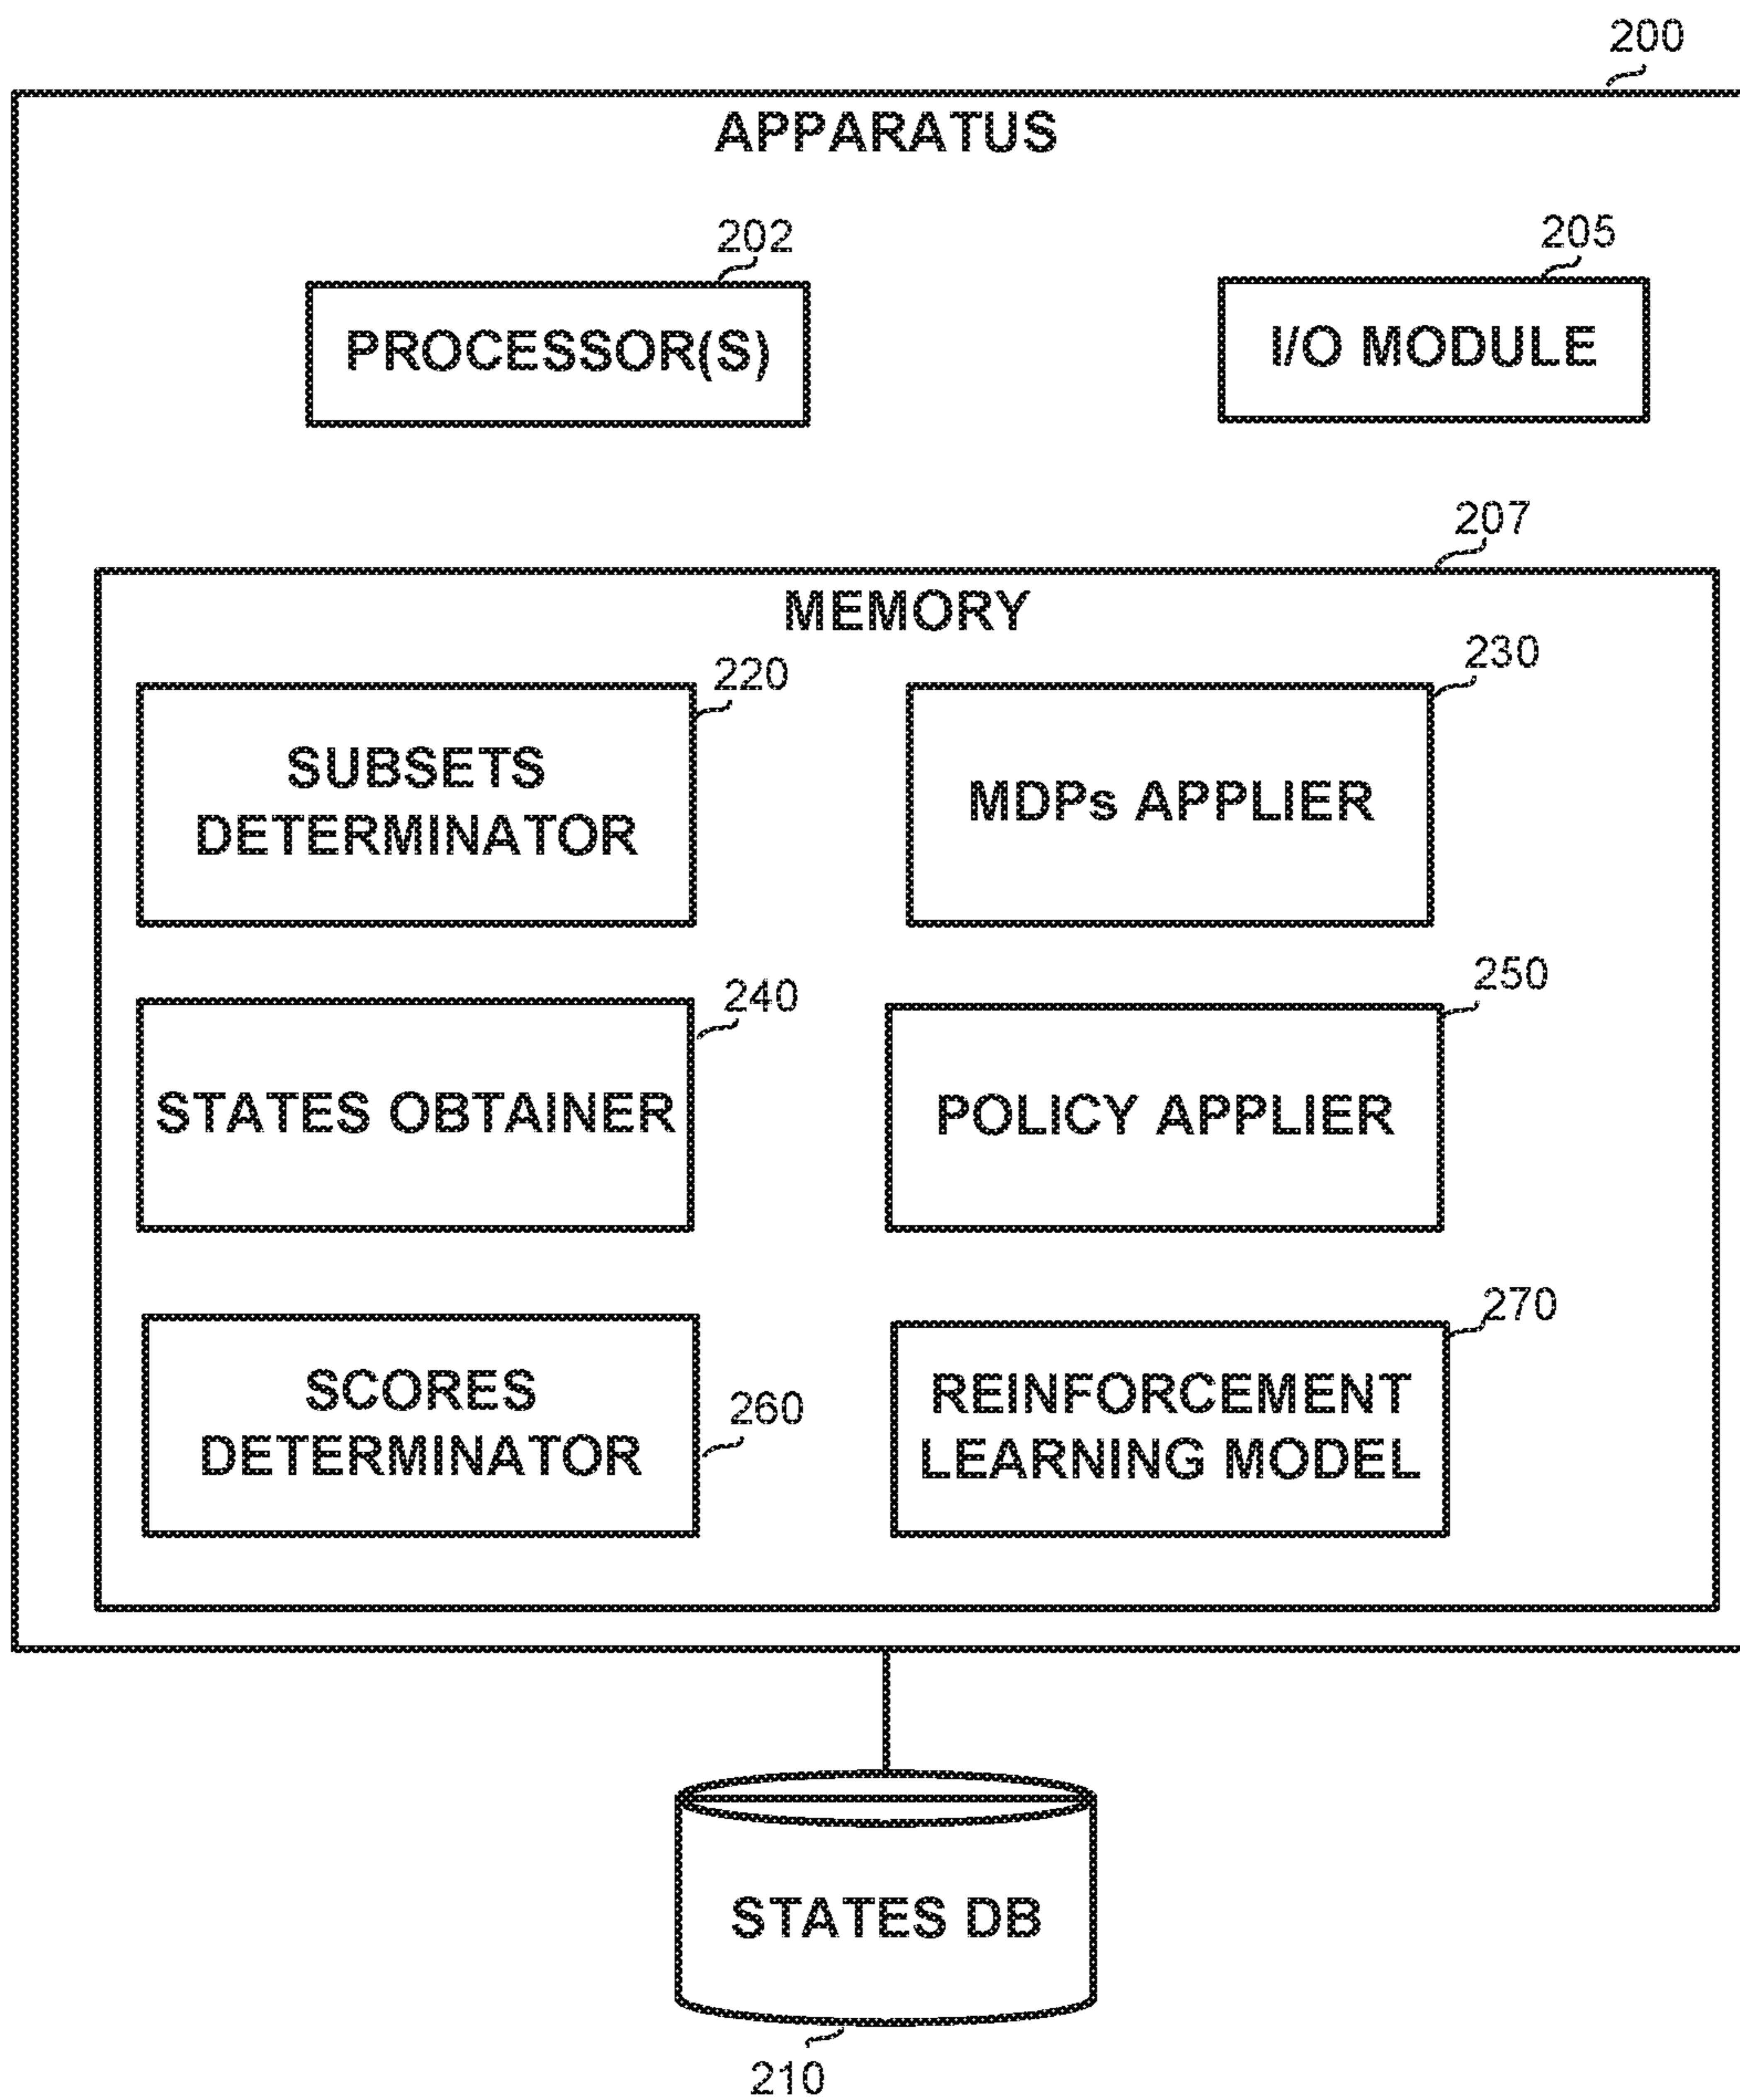 200
APPARATUS
202
205
PROCESSOR(S)
I/O MODULE
207
MEMORY
220
230
SUBSETS
DETERMINATOR
MDPs APPLIER
240
250
STATES OBTAINER
POLICY APPLIER
260
270
SCORES
DETERMINATOR
REINFORCEMENT
LEARNING MODEL
STATES DB
210